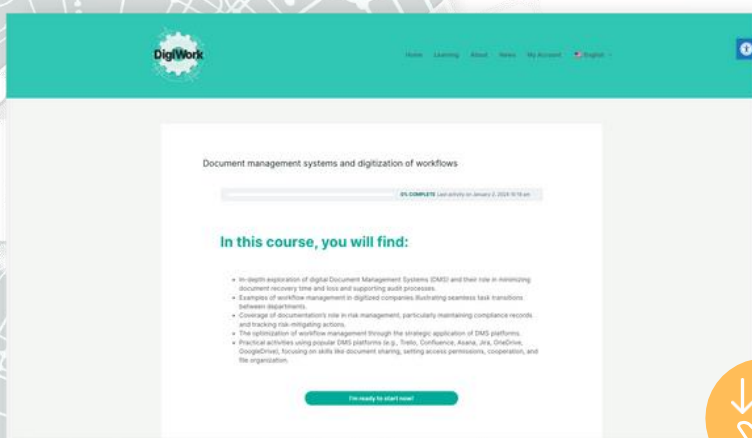 DigiWork
Home Learning About News My Account English
Document management systems and digitization of workflows
0% COMPLETE Last activity on January 2, 2024
In this course, you will find:
• In-depth exploration of digital Document Management Systems (DMS) and their role in minimizing
document recovery time and loss and supporting audit processes.
• Examples of workflow management in digitized companies illustrating seamless task transitions
between departments.
• Coverage of documentation's role in risk management, particularly maintaining compliance records
and tracking risk-mitigating actions.
• The optimization of workflow management through the strategic application of DMS platforms.
• Practical activities using popular DMS platforms (e.g., Trello, Confluence, Asana, Jira, OneDrive,
GoogleDrive), focusing on skills like document sharing, setting access permissions, cooperation, and
file organization.
I'm ready to start now!